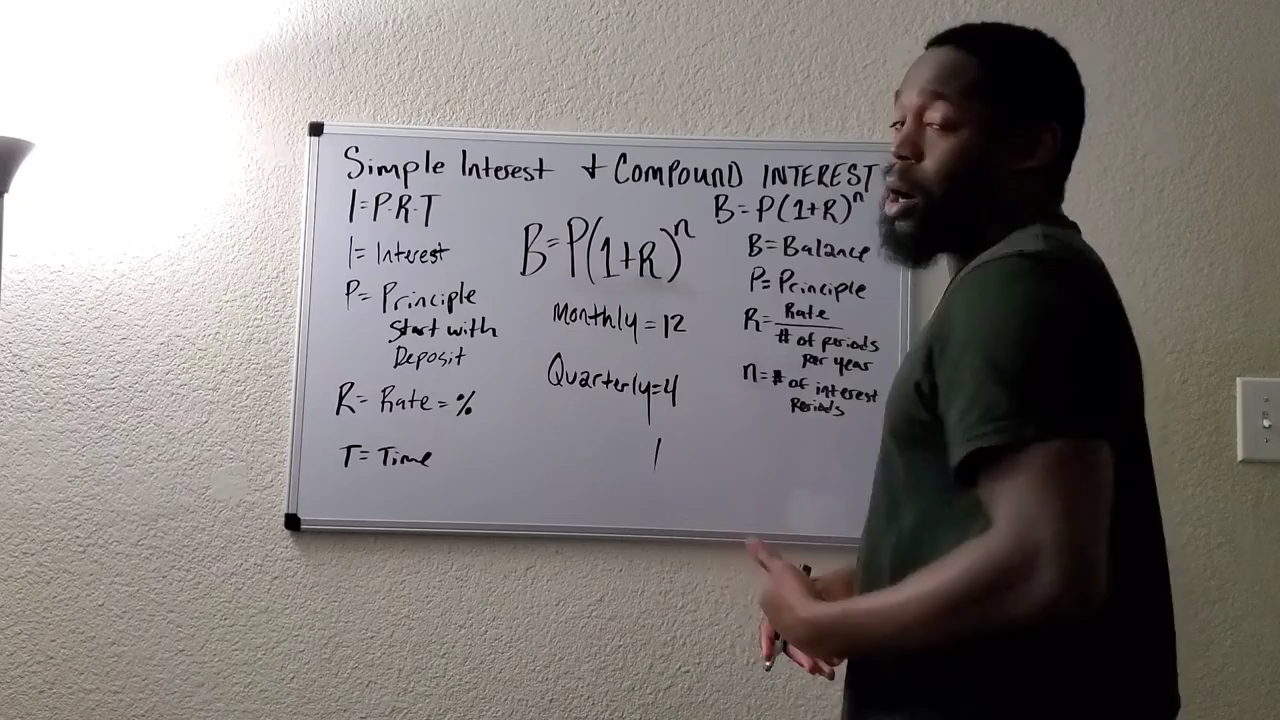 Simple Interest + COMPOUND INTEREST
I=P·R·T
I= Interest
P= Principle
Start with
Deposit
R= Rate = %
T= Time
B=P(1+R)^n
Monthly = 12
Quarterly=4
1
B=P(1+R)^n
B=Balance
P=Principle
R=Rate
# of periods
per year
n=# of interest
Periods